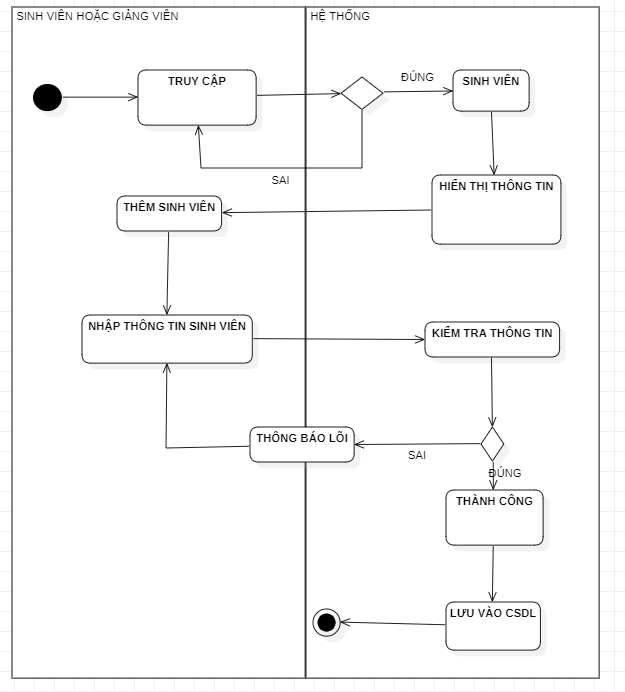 SINH VIÊN HOẶC GIẢNG VIÊN
HỆ THỐNG
TRUY CẬP
ĐÚNG
SINH VIÊN
SAI
HIỂN THỊ THÔNG TIN
THÊM SINH VIÊN
NHẬP THÔNG TIN SINH VIÊN
KIỂM TRA THÔNG TIN
THÔNG BÁO LỖI
SAI
ĐÚNG
THÀNH CÔNG
LƯU VÀO CSDL